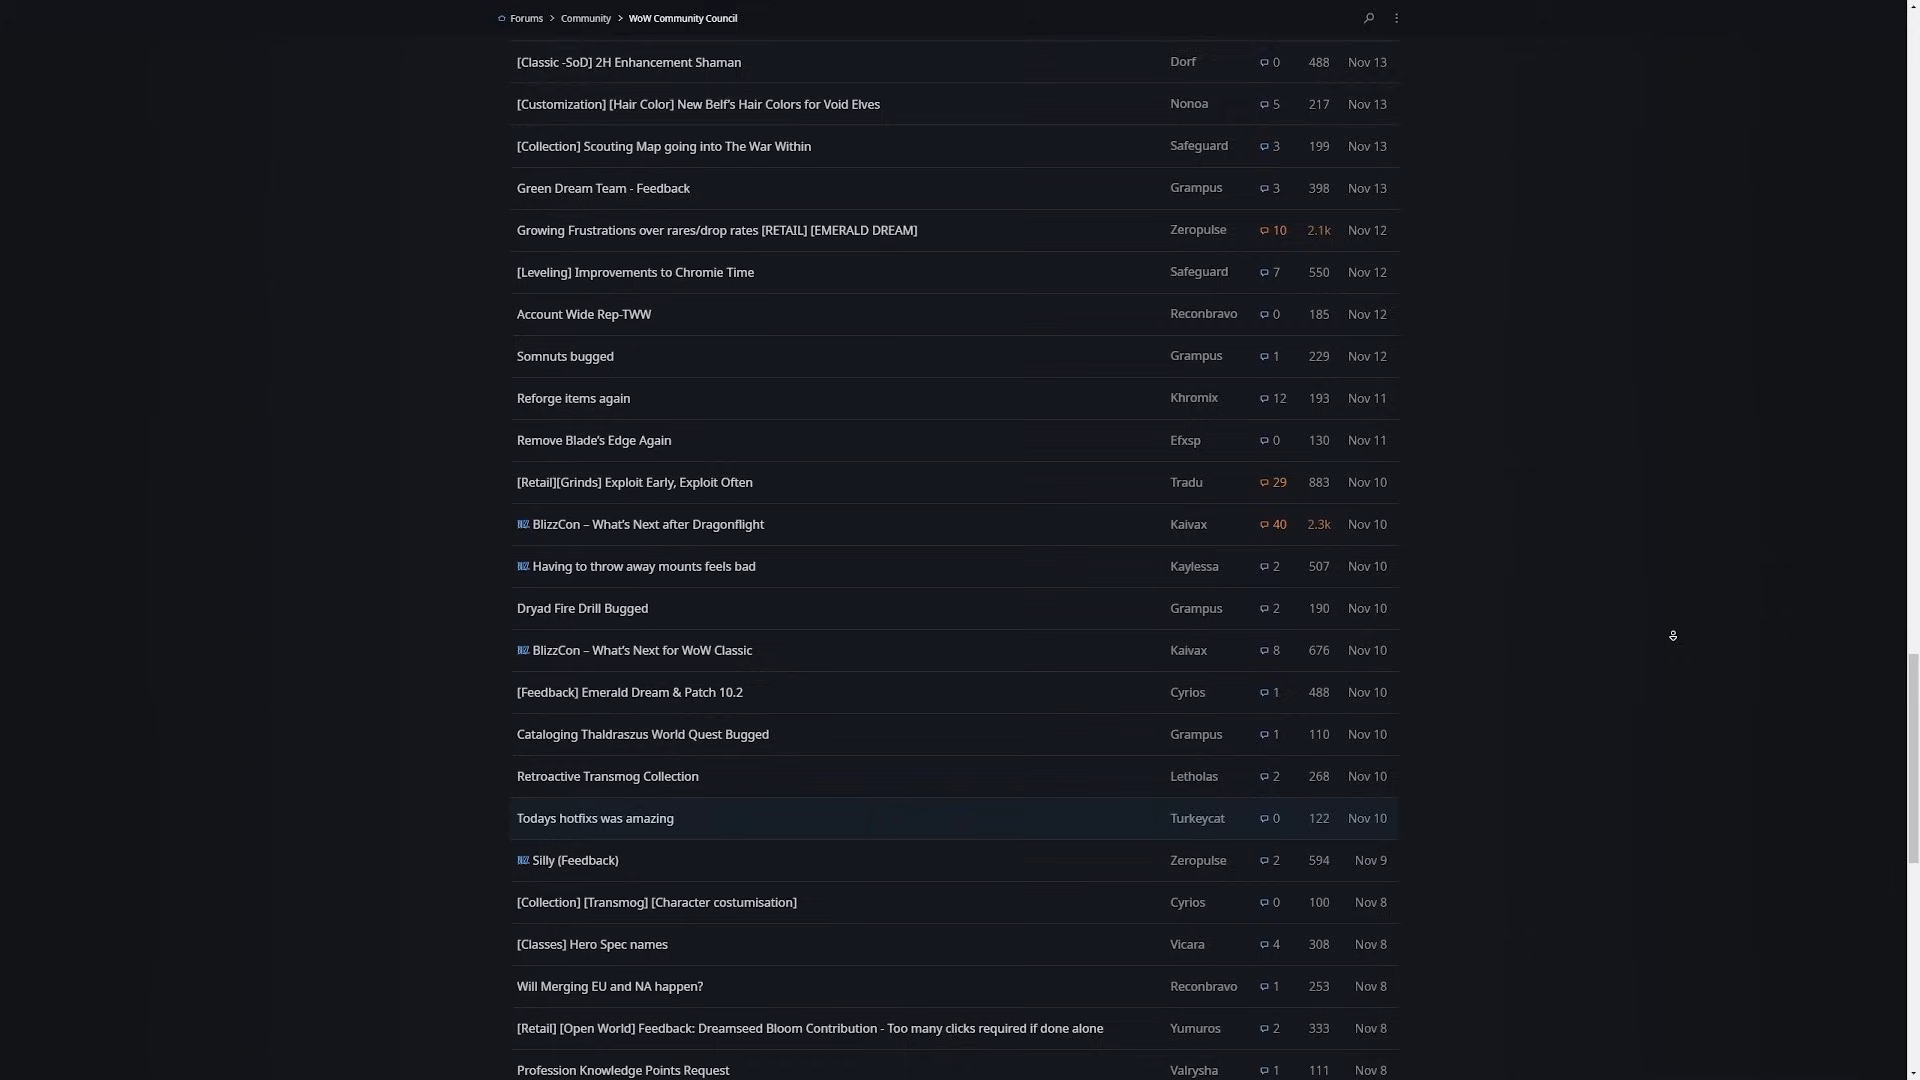 Forums > Community > WoW Community Council
[Classic -SoD] 2H Enhancement Shaman Dorf 0 488 Nov 13
[Customization] [Hair Color] New Belf's Hair Colors for Void Elves Nonoa 5 217 Nov 13
[Collection] Scouting Map going into The War Within Safeguard 3 199 Nov 13
Green Dream Team - Feedback Grampus 3 398 Nov 13
Growing Frustrations over rares/drop rates [RETAIL] [EMERALD DREAM] Zeropulse 10 2.1k Nov 12
[Leveling] Improvements to Chromie Time Safeguard 7 550 Nov 12
Account Wide Rep-TWW Reconbravo 0 185 Nov 12
Somnuts bugged Grampus 1 229 Nov 12
Reforge items again Khromix 12 193 Nov 11
Remove Blade's Edge Again Efxsp 0 130 Nov 11
[Retail][Grinds] Exploit Early, Exploit Often Tradu 29 883 Nov 10
BLIZZ BlizzCon – What's Next after Dragonflight Kaivax 40 2.3k Nov 10
BLIZZ Having to throw away mounts feels bad Kaylessa 2 507 Nov 10
Dryad Fire Drill Bugged Grampus 2 190 Nov 10
BLIZZ BlizzCon – What's Next for WoW Classic Kaivax 8 676 Nov 10
[Feedback] Emerald Dream & Patch 10.2 Cyrios 1 488 Nov 10
Cataloging Thaldraszus World Quest Bugged Grampus 1 110 Nov 10
Retroactive Transmog Collection Letholas 2 268 Nov 10
Todays hotfixs was amazing Turkeycat 0 122 Nov 10
BLIZZ Silly (Feedback) Zeropulse 2 594 Nov 9
[Collection] [Transmog] [Character costumisation] Cyrios 0 100 Nov 8
[Classes] Hero Spec names Vicara 4 308 Nov 8
Will Merging EU and NA happen? Reconbravo 1 253 Nov 8
[Retail] [Open World] Feedback: Dreamseed Bloom Contribution - Too many clicks required if done alone Yumuros 2 333 Nov 8
Profession Knowledge Points Request Valrysha 1 111 Nov 8